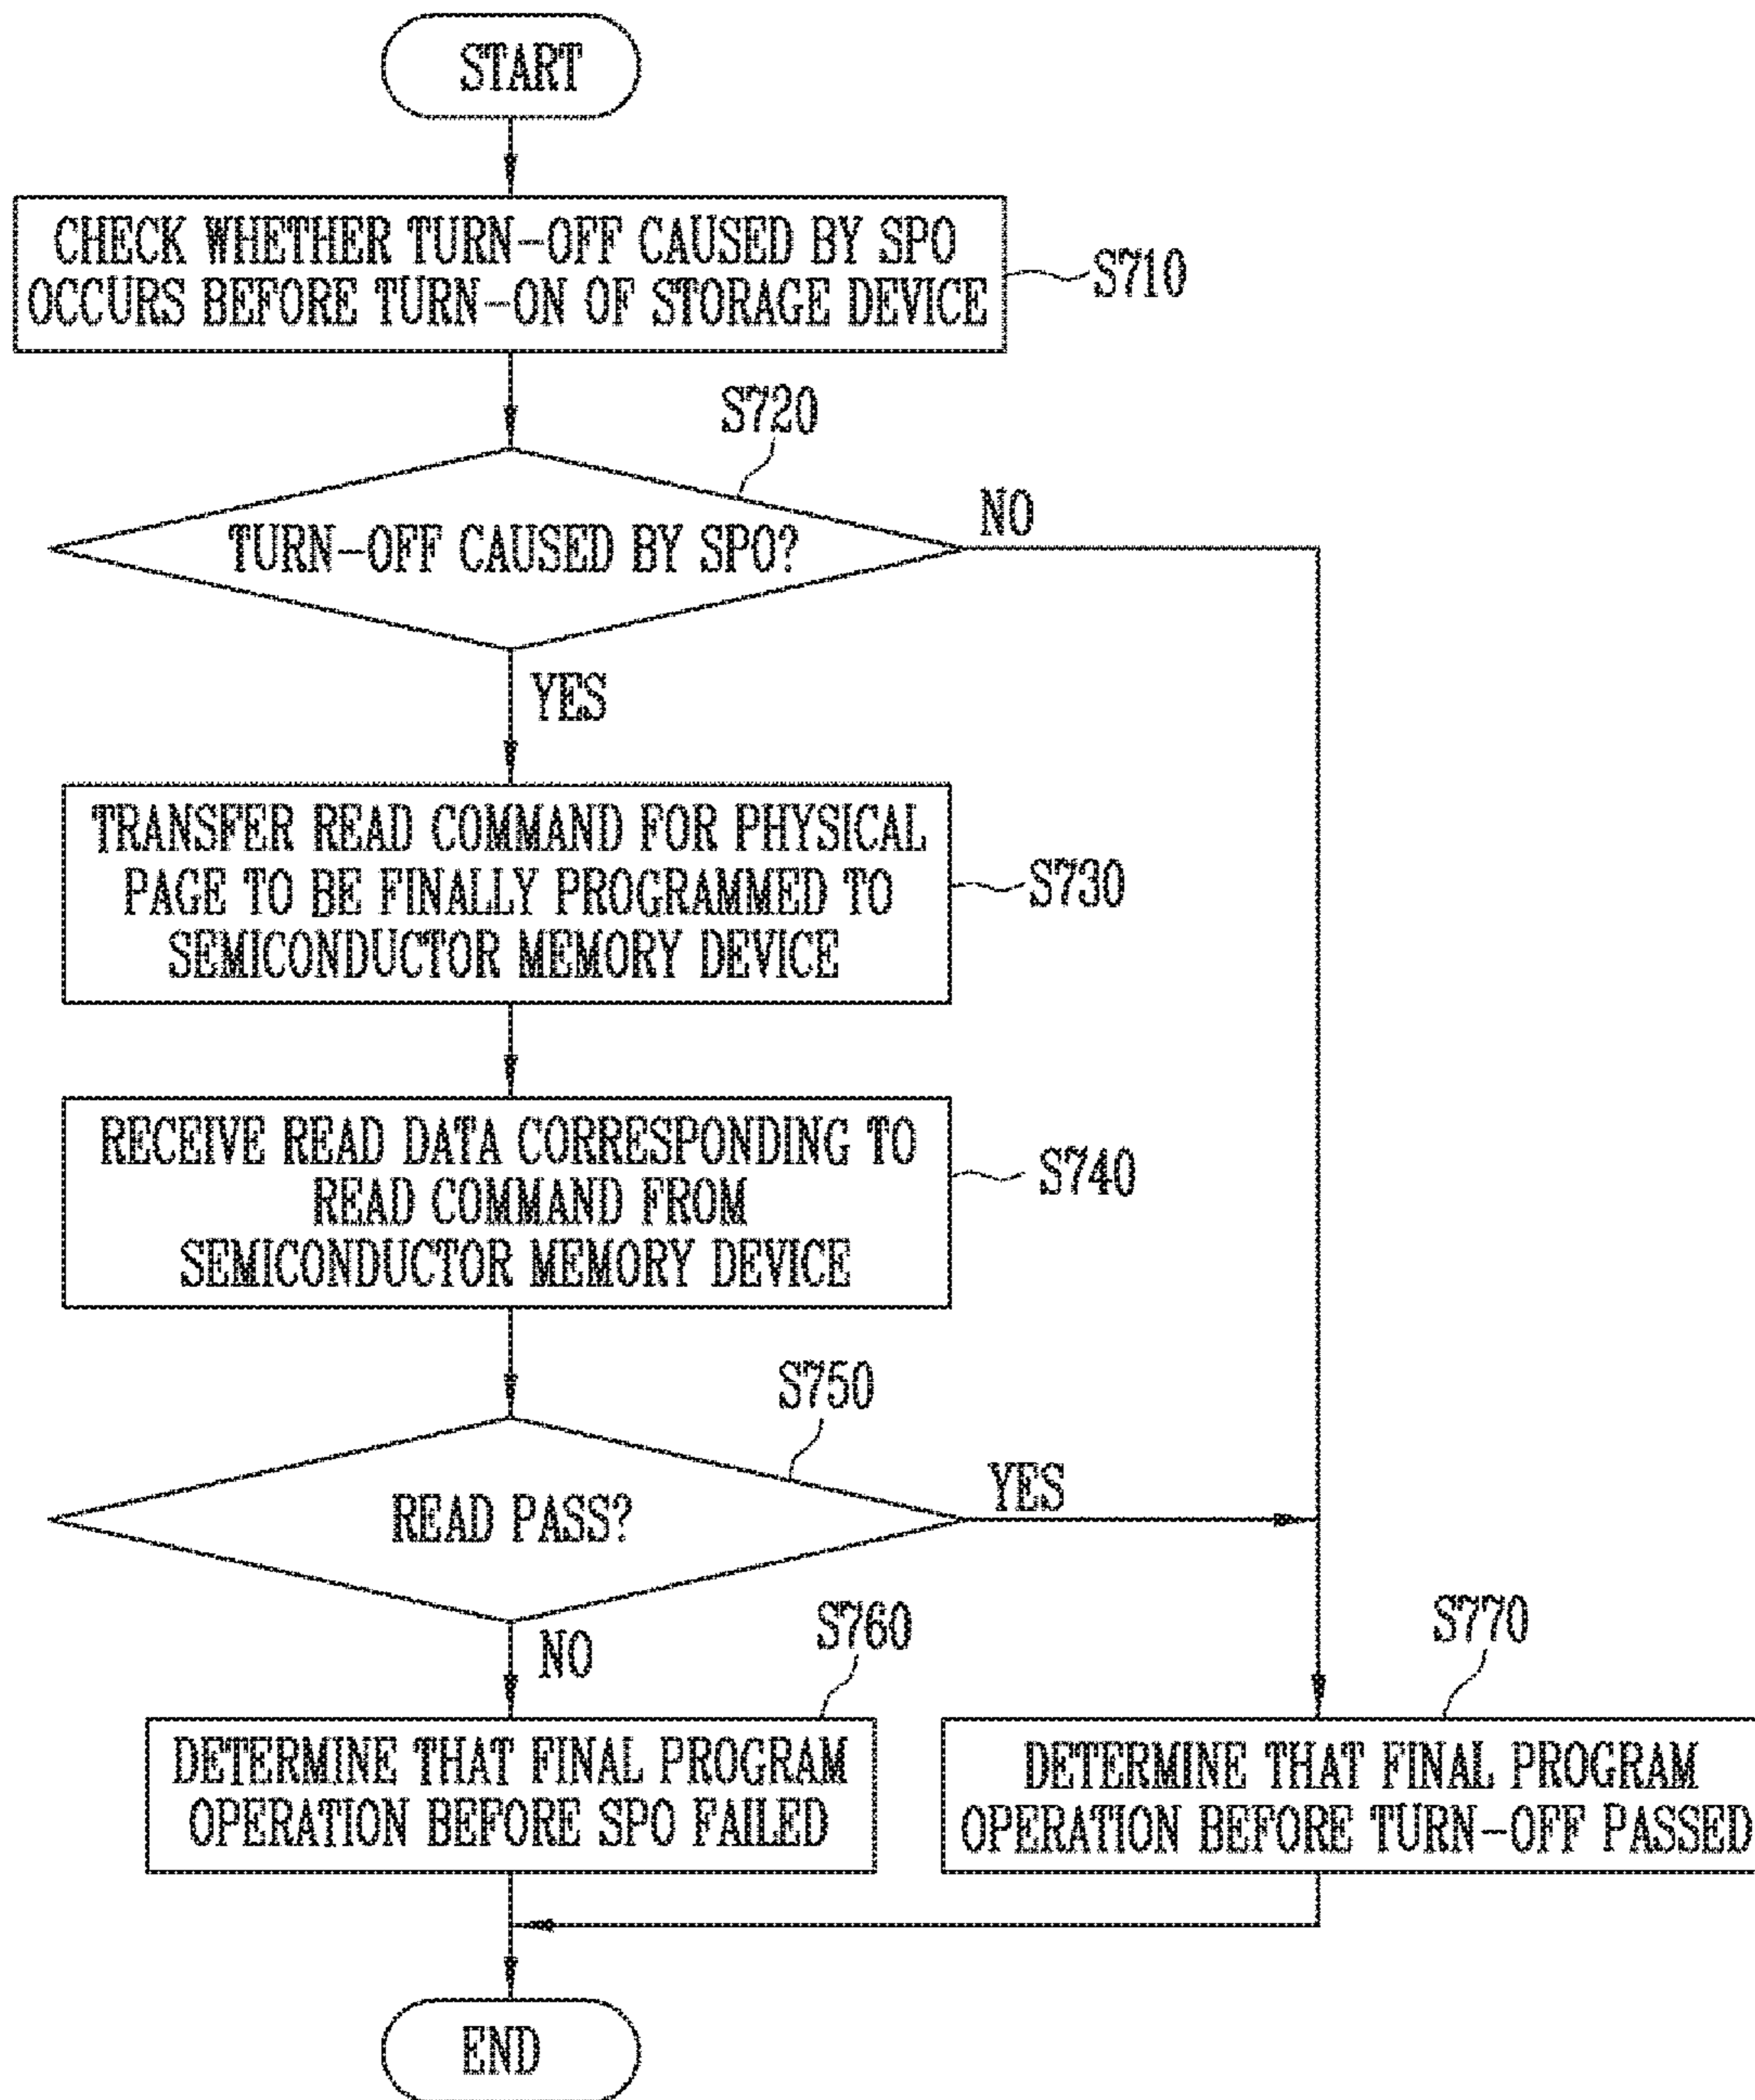 START
CHECK WHETHER TURN-OFF CAUSED BY SPO
OCCURS BEFORE TURN-ON OF STORAGE DEVICE
S710
S720
TURN-OFF CAUSED BY SPO?
NO
YES
TRANSFER READ COMMAND FOR PHYSICAL
PAGE TO BE FINALLY PROGRAMMED TO
SEMICONDUCTOR MEMORY DEVICE
S730
RECEIVE READ DATA CORRESPONDING TO
READ COMMAND FROM
SEMICONDUCTOR MEMORY DEVICE
S740
S750
READ PASS?
YES
NO
S760
S770
DETERMINE THAT FINAL PROGRAM
OPERATION BEFORE SPO FAILED
DETERMINE THAT FINAL PROGRAM
OPERATION BEFORE TURN-OFF PASSED
END